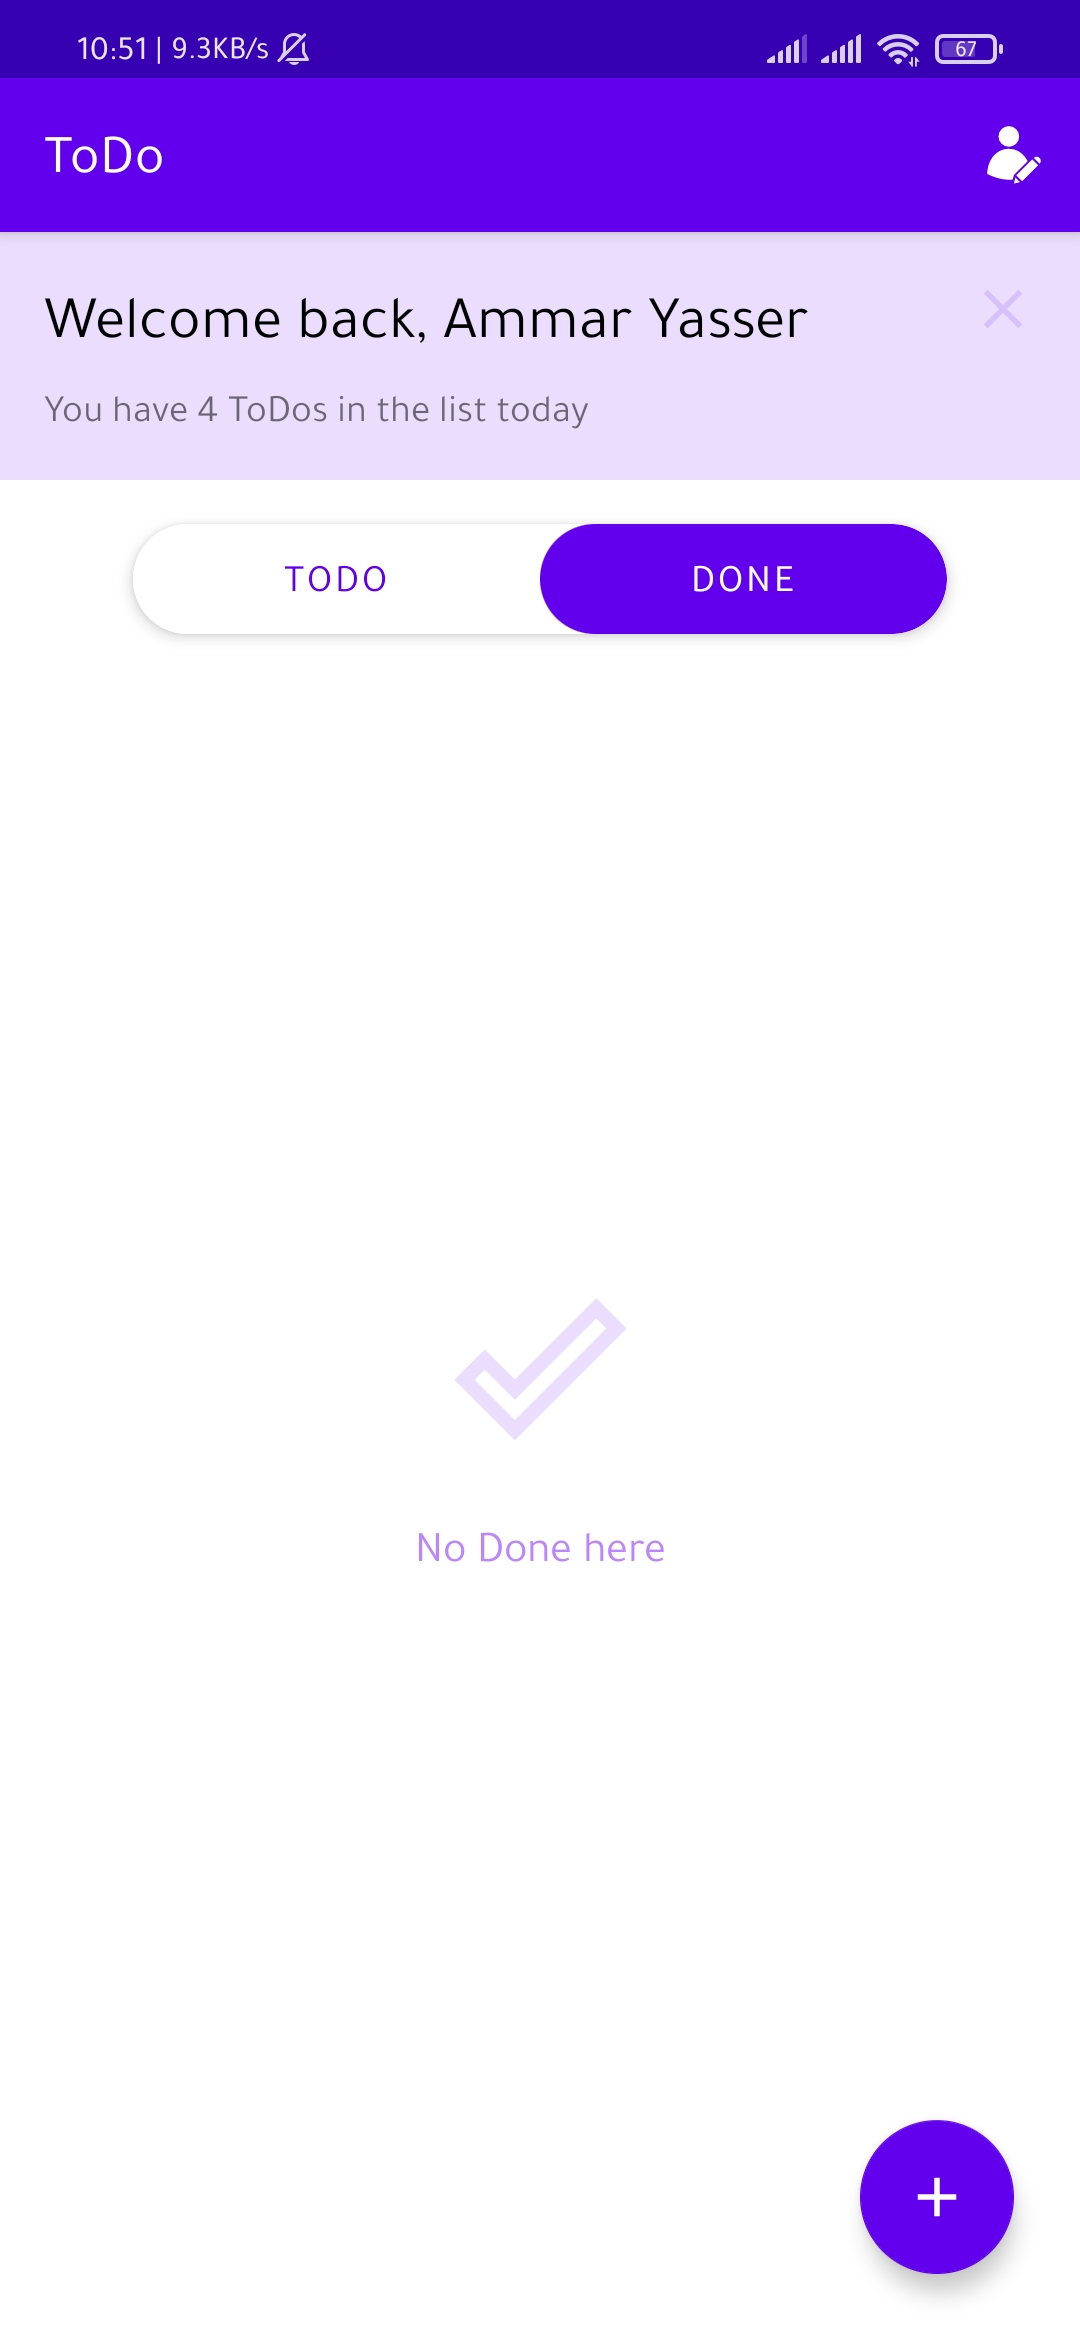 10:51 | 9.3KB/s
67
ToDo
Welcome back, Ammar Yasser
You have 4 ToDos in the list today
TODO
DONE
No Done here